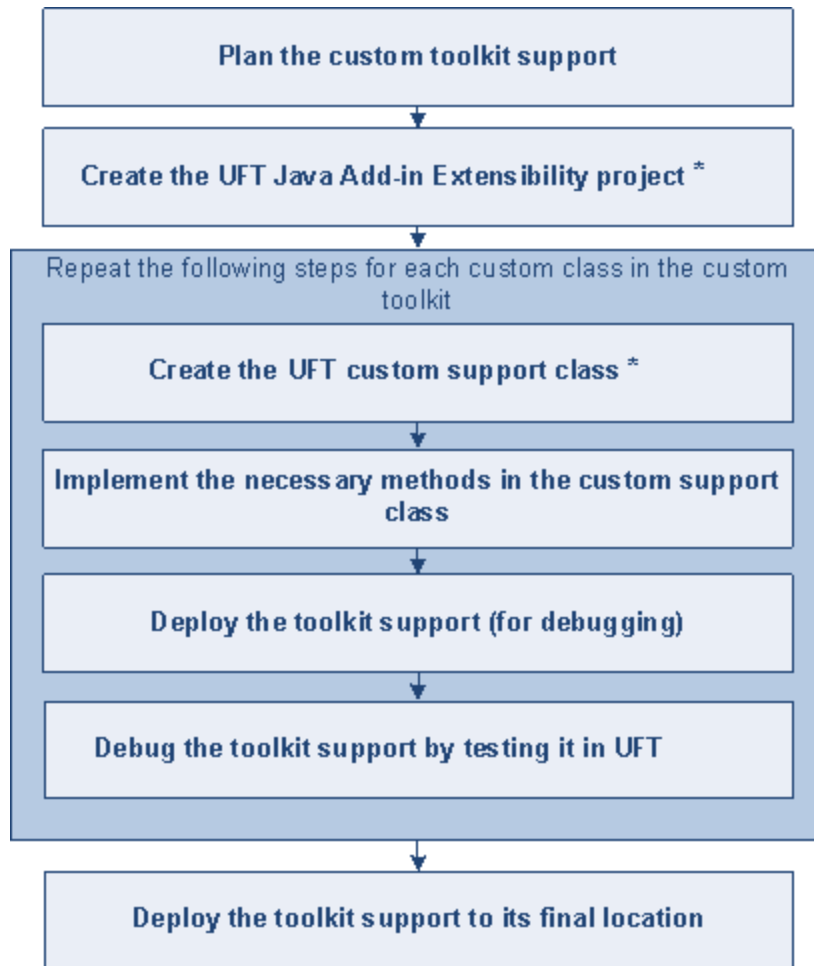 Plan the custom toolkit support
Create the UFT Java Add-in Extensibility project *
Repeat the following steps for each custom class in the custom
toolkit
Create the UFT custom support class *
Implement the necessary methods in the custom support
class
Deploy the toolkit support (for debugging)
Debug the toolkit support by testing it in UFT
Deploy the toolkit support to its final location